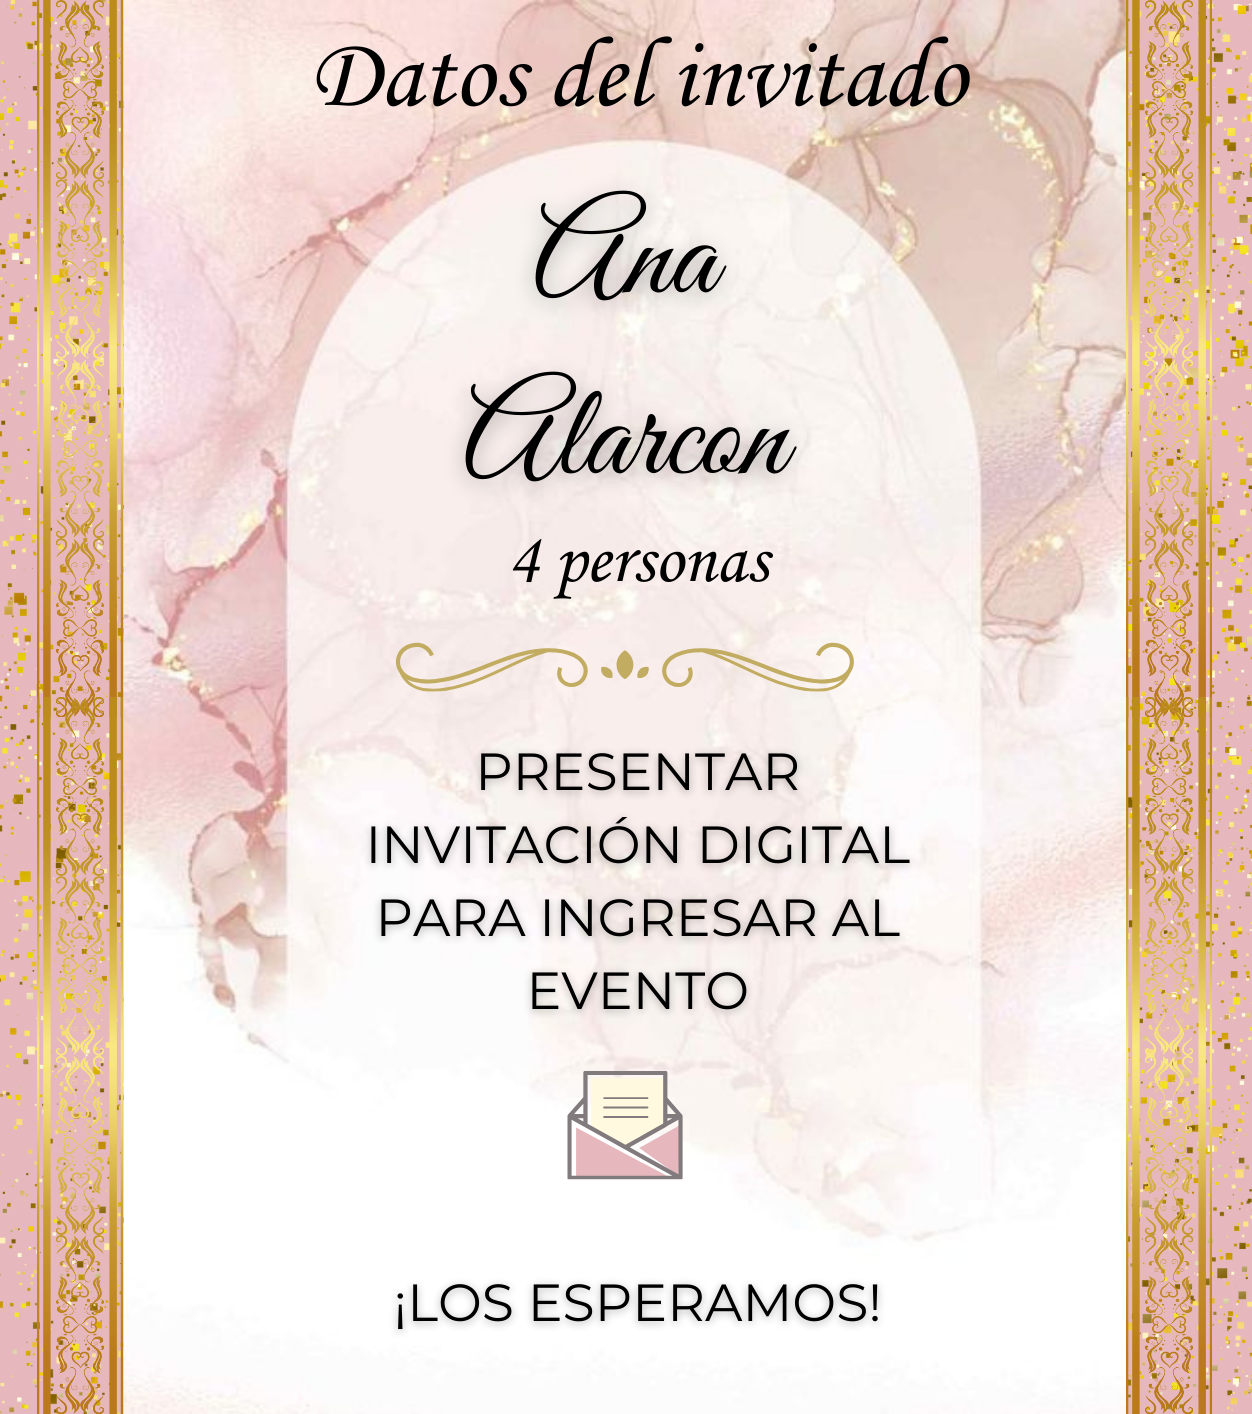 Datos del invitado
Ana
Alarcon
4 personas
PRESENTAR
INVITACIÓN DIGITAL
PARA INGRESAR AL
EVENTO
¡LOS ESPERAMOS!